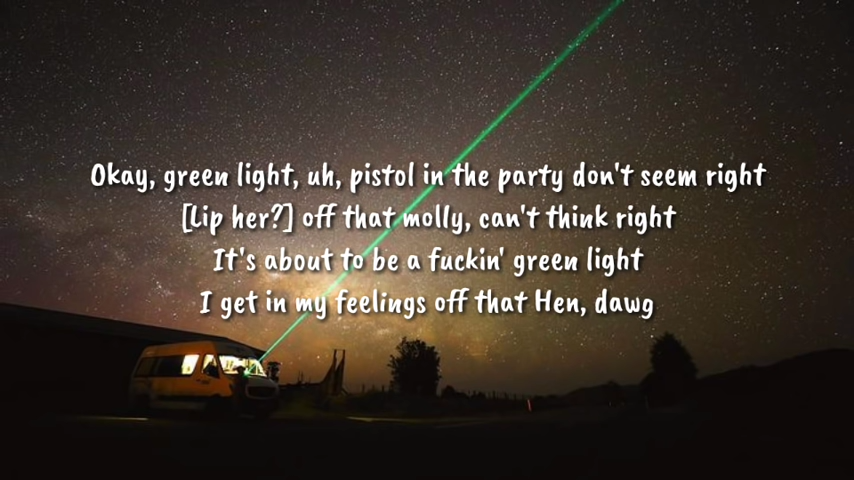 Okay, green light, uh, pistol in the party don't seem right
[Lip her?] off that molly, can't think right
It's about to be a fuckin' green light
I get in my feelings off that Hen, dawg